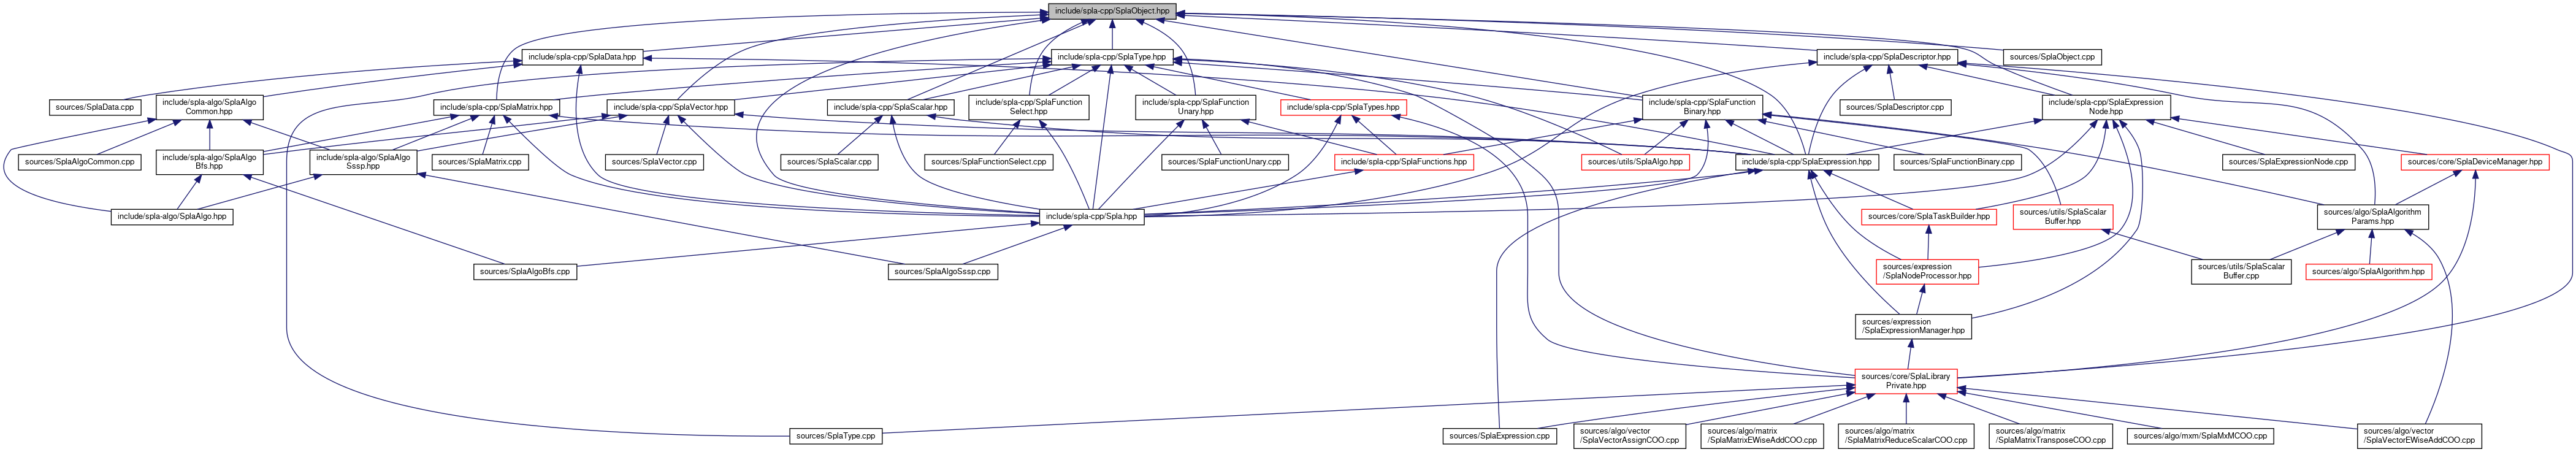 include/spla-cpp/SplaObject.hpp
include/spla-cpp/SplaData.hpp
include/spla-cpp/SplaType.hpp
include/spla-cpp/SplaDescriptor.hpp
sources/SplaObject.cpp
sources/SplaData.cpp
include/spla-algo/SplaAlgo
Common.hpp
include/spla-cpp/SplaMatrix.hpp
include/spla-cpp/SplaVector.hpp
include/spla-cpp/SplaScalar.hpp
include/spla-cpp/SplaFunction
Select.hpp
include/spla-cpp/SplaFunction
Unary.hpp
include/spla-cpp/SplaTypes.hpp
include/spla-cpp/SplaFunction
Binary.hpp
sources/SplaDescriptor.cpp
include/spla-cpp/SplaExpression
Node.hpp
sources/SplaAlgoCommon.cpp
include/spla-algo/SplaAlgo
Bfs.hpp
include/spla-algo/SplaAlgo
Sssp.hpp
sources/SplaMatrix.cpp
sources/SplaVector.cpp
sources/SplaScalar.cpp
sources/SplaFunctionSelect.cpp
sources/SplaFunctionUnary.cpp
include/spla-cpp/SplaFunctions.hpp
sources/utils/SplaAlgo.hpp
include/spla-cpp/SplaExpression.hpp
sources/SplaFunctionBinary.cpp
sources/SplaExpressionNode.cpp
sources/core/SplaDeviceManager.hpp
include/spla-algo/SplaAlgo.hpp
include/spla-cpp/Spla.hpp
sources/core/SplaTaskBuilder.hpp
sources/utils/SplaScalar
Buffer.hpp
sources/algo/SplaAlgorithm
Params.hpp
sources/SplaAlgoBfs.cpp
sources/SplaAlgoSssp.cpp
sources/expression
/SplaNodeProcessor.hpp
sources/utils/SplaScalar
Buffer.cpp
sources/algo/SplaAlgorithm.hpp
sources/expression
/SplaExpressionManager.hpp
sources/core/SplaLibrary
Private.hpp
sources/SplaType.cpp
sources/SplaExpression.cpp
sources/algo/vector
/SplaVectorAssignCOO.cpp
sources/algo/matrix
/SplaMatrixEWiseAddCOO.cpp
sources/algo/matrix
/SplaMatrixReduceScalarCOO.cpp
sources/algo/matrix
/SplaMatrixTransposeCOO.cpp
sources/algo/mxm/SplaMxMCOO.cpp
sources/algo/vector
/SplaVectorEWiseAddCOO.cpp